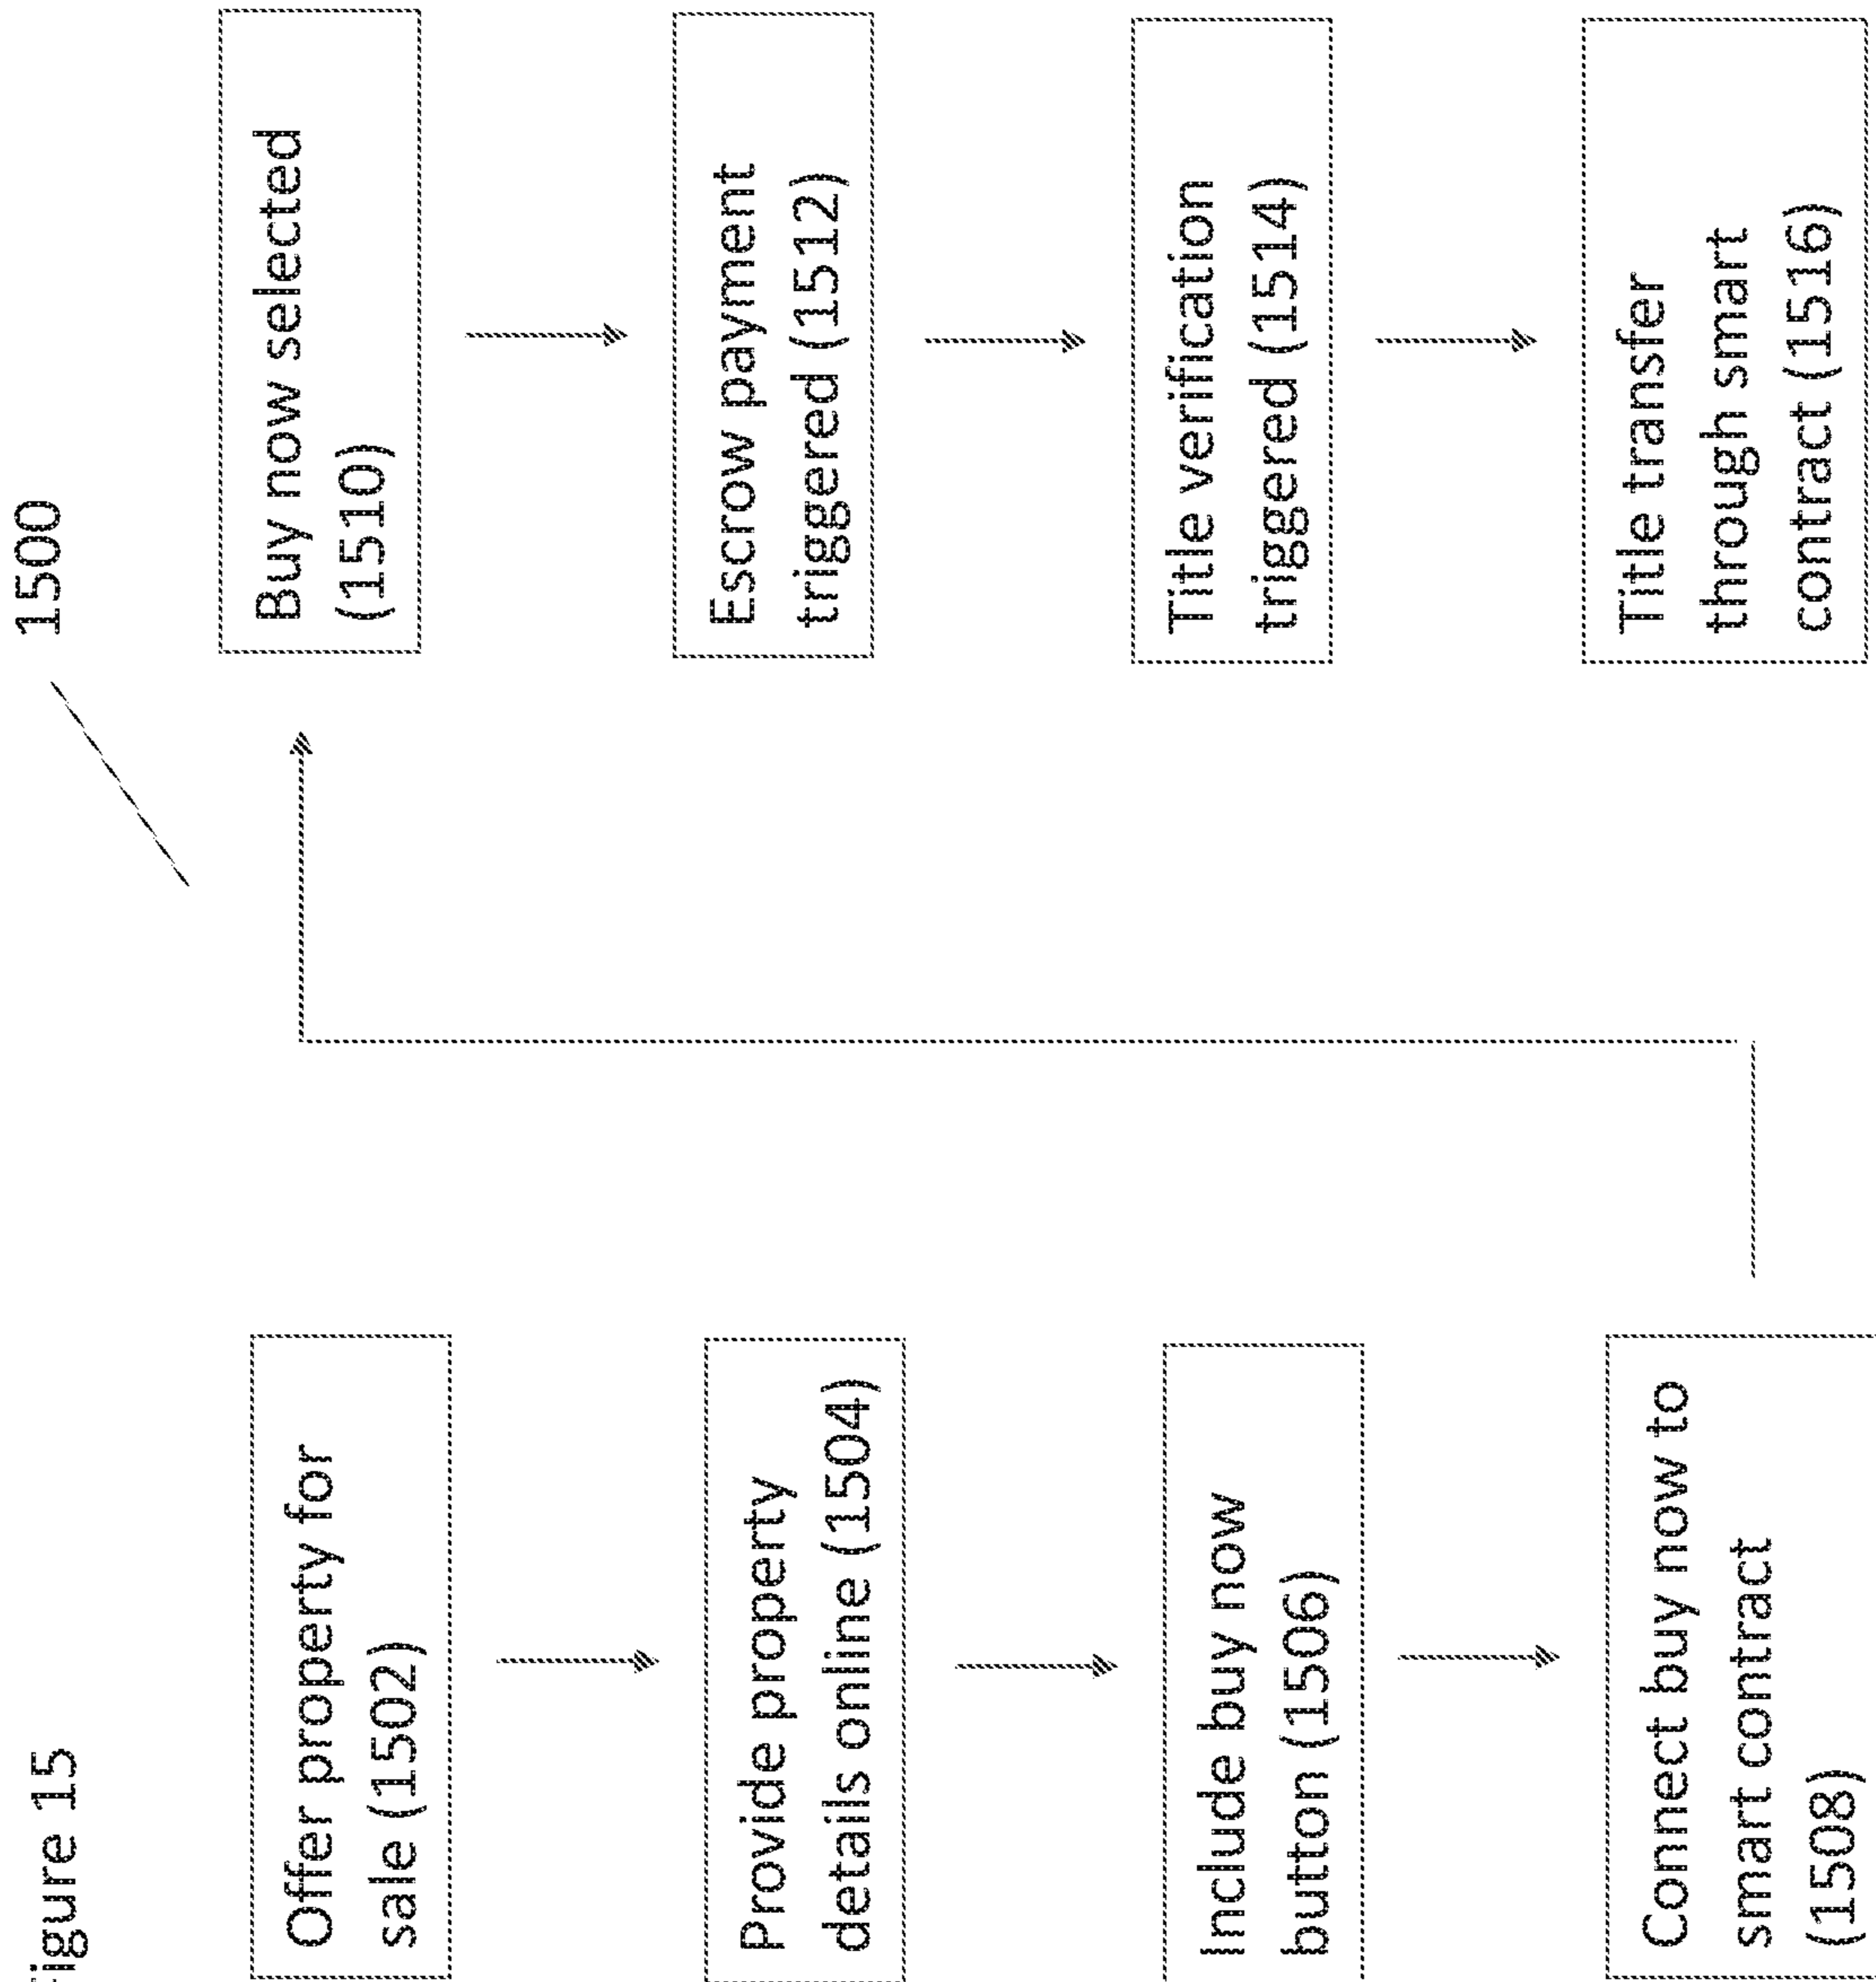 Figure 15
1500
Offer property for
sale (1502)
Provide property
details online (1504)
Include buy now
button (1506)
Connect buy now to
smart contract
(1508)
Buy now selected
(1510)
Escrow payment
triggered (1512)
Title verification
triggered (1514)
Title transfer
through smart
contract (1516)